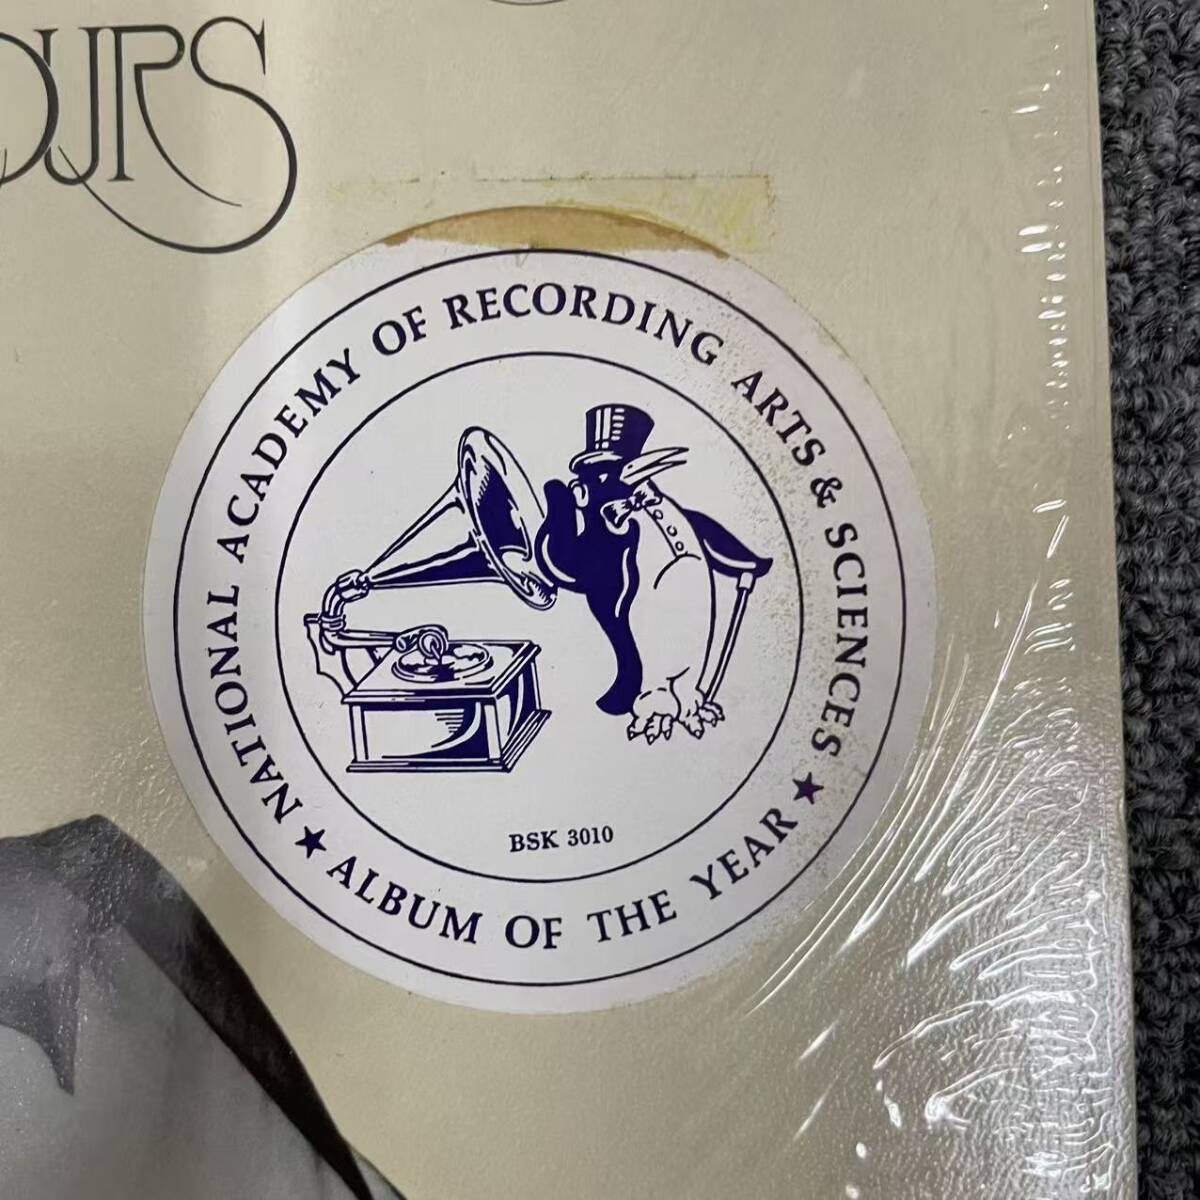 OURS
NATIONAL ACADEMY OF RECORDING ARTS & SCIENCES
BSK 3010
★ ALBUM OF THE YEAR ★